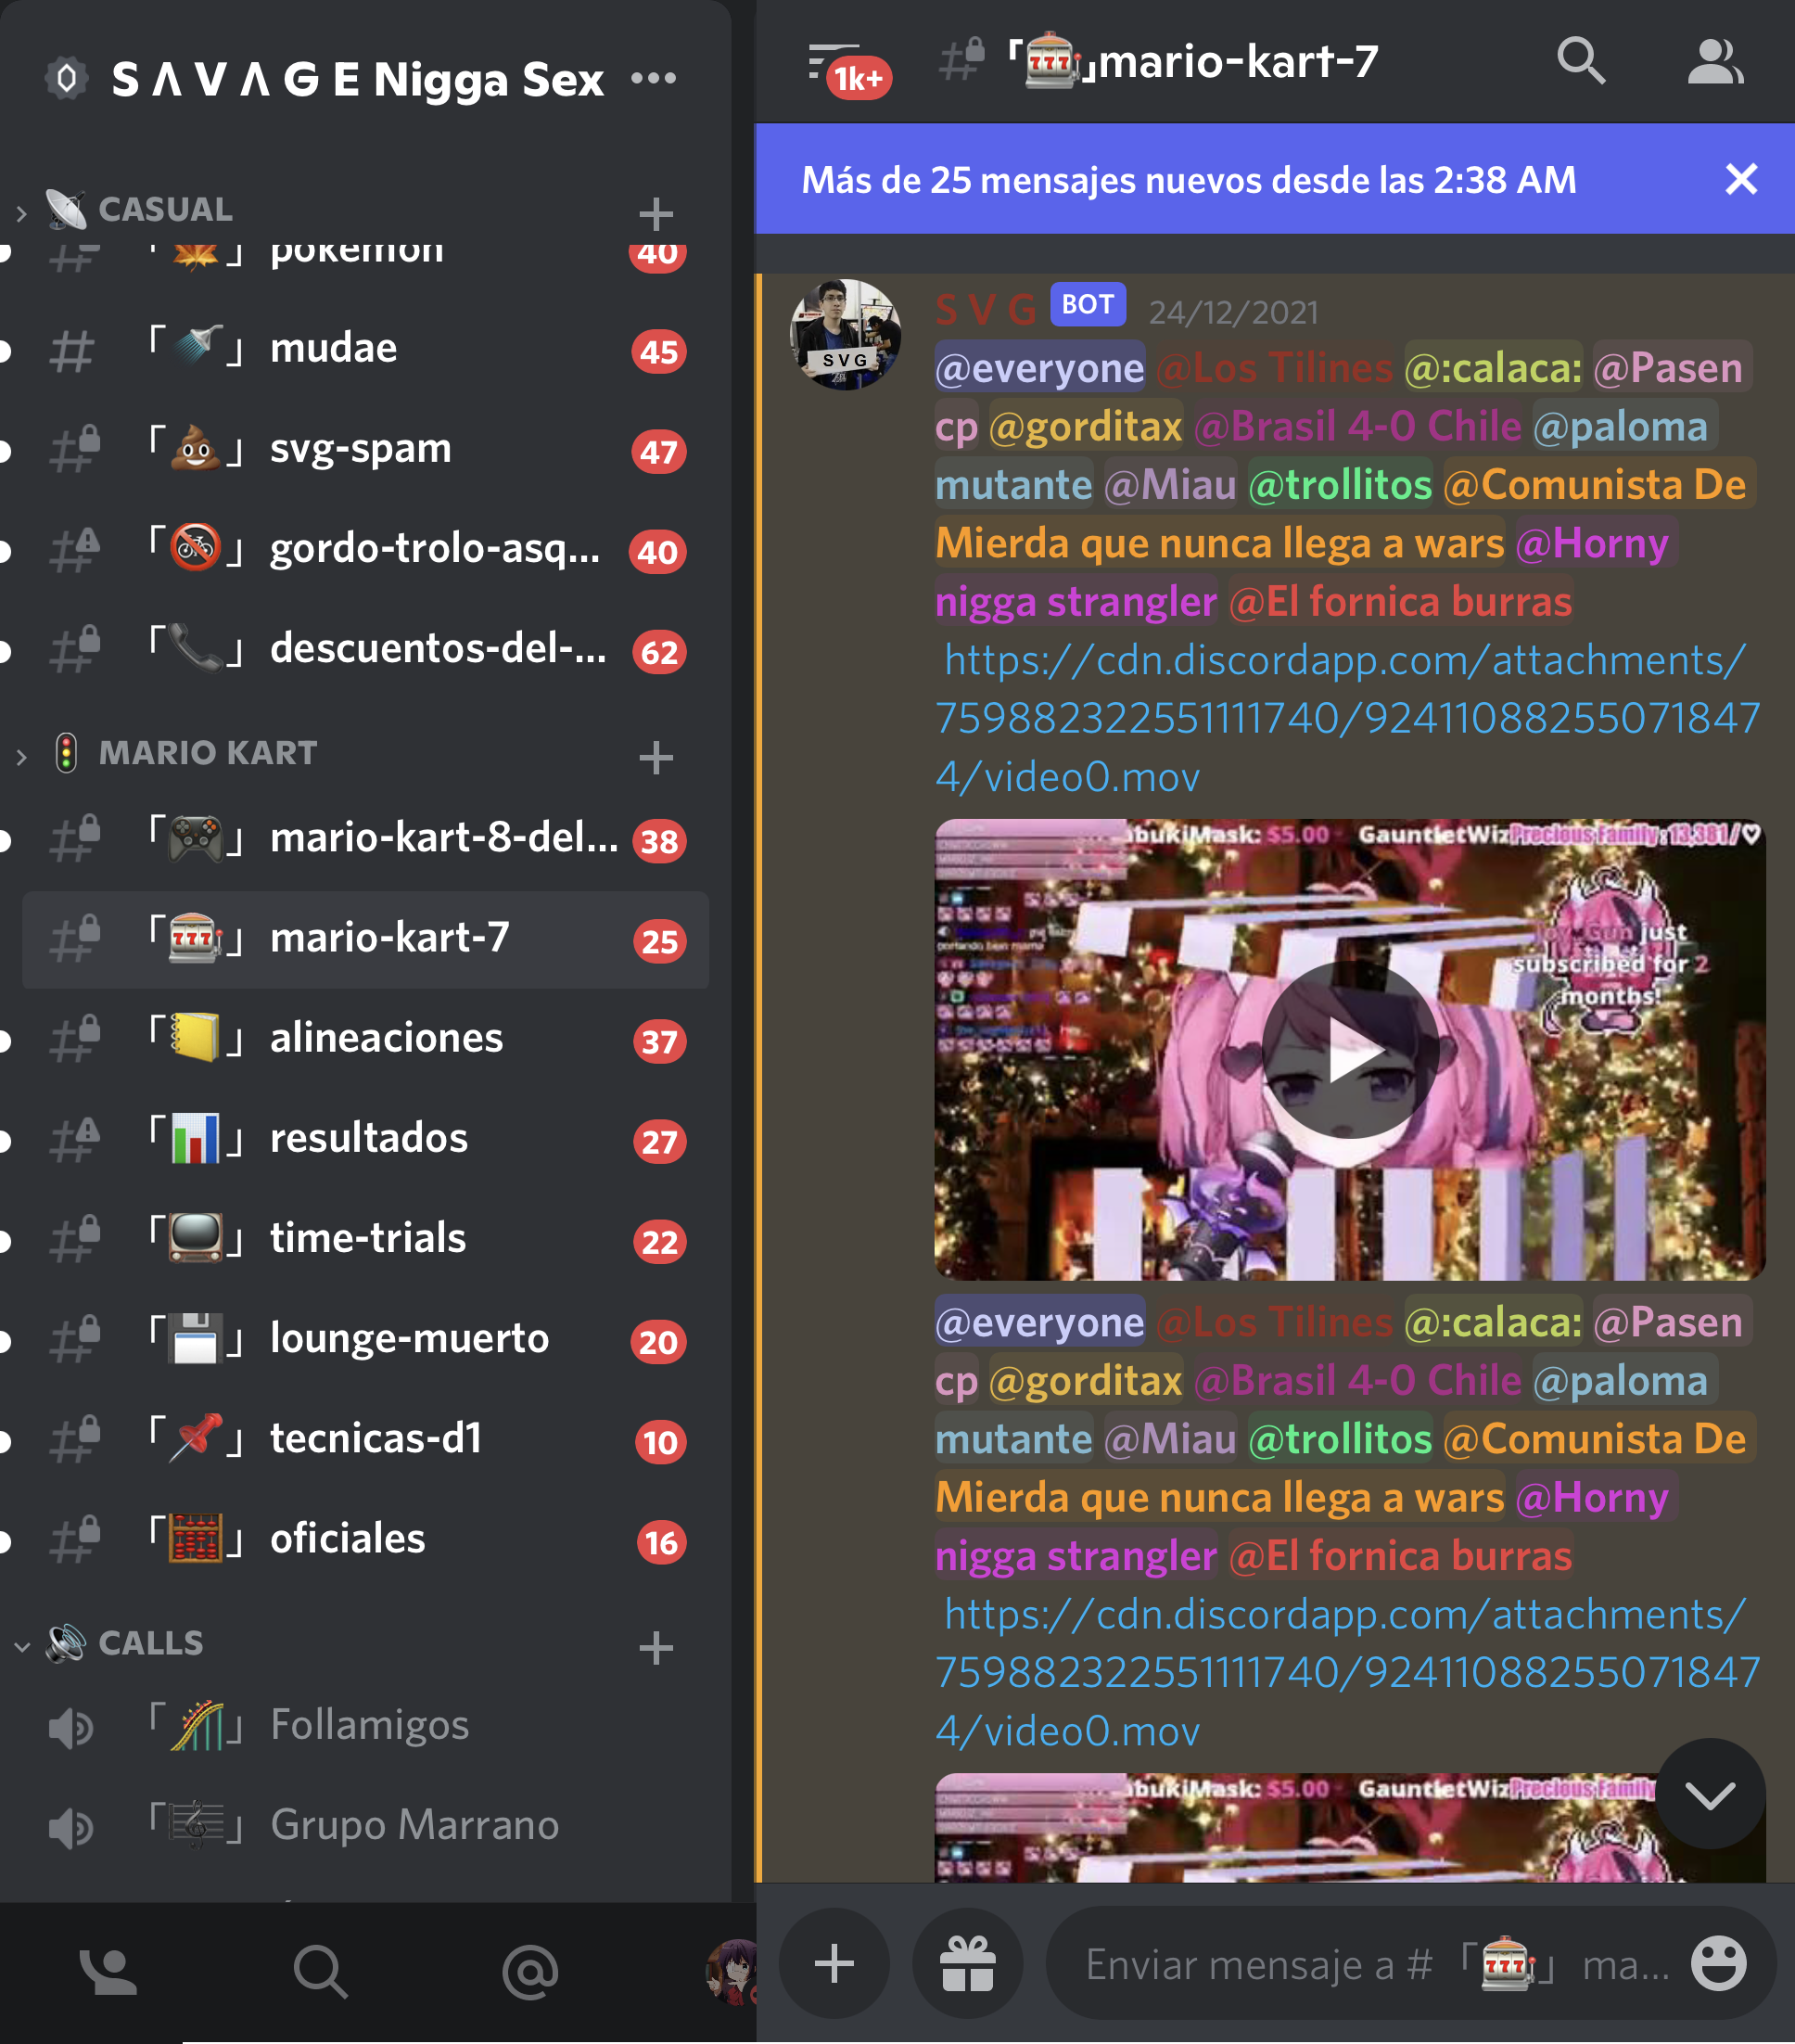 S Λ V Λ G E Nigga Sex
CASUAL
「🍁」 pokemon 40
「🚿」 mudae 45
「💩」 svg-spam 47
「🚳」 gordo-trolo-asq... 40
「📞」 descuentos-del-... 62
MARIO KART
「🎮」 mario-kart-8-del... 38
「🎰」 mario-kart-7 25
「📒」 alineaciones 37
「📊」 resultados 27
「📺」 time-trials 22
「💾」 lounge-muerto 20
「📌」 tecnicas-d1 10
「🧮」 oficiales 16
CALLS
「🎢」 Follamigos
「🎼」 Grupo Marrano
1k+ 「🎰」mario-kart-7
Más de 25 mensajes nuevos desde las 2:38 AM
S V G BOT 24/12/2021
S V G
@everyone @Los Tilines @:calaca: @Pasen
cp @gorditax @Brasil 4-0 Chile @paloma
mutante @Miau @trollitos @Comunista De
Mierda que nunca llega a wars @Horny
nigga strangler @El fornica burras
https://cdn.discordapp.com/attachments/
759882322551111740/92411088255071847
4/video0.mov
abukiMask: $5.00 GauntletWiz Precious Family: 13,381/♡
Joy_Gun just
subscribed for 2
months!
@everyone @Los Tilines @:calaca: @Pasen
cp @gorditax @Brasil 4-0 Chile @paloma
mutante @Miau @trollitos @Comunista De
Mierda que nunca llega a wars @Horny
nigga strangler @El fornica burras
https://cdn.discordapp.com/attachments/
759882322551111740/92411088255071847
4/video0.mov
abukiMask: $5.00 GauntletWiz Precious Family
Enviar mensaje a # 「🎰」 ma...